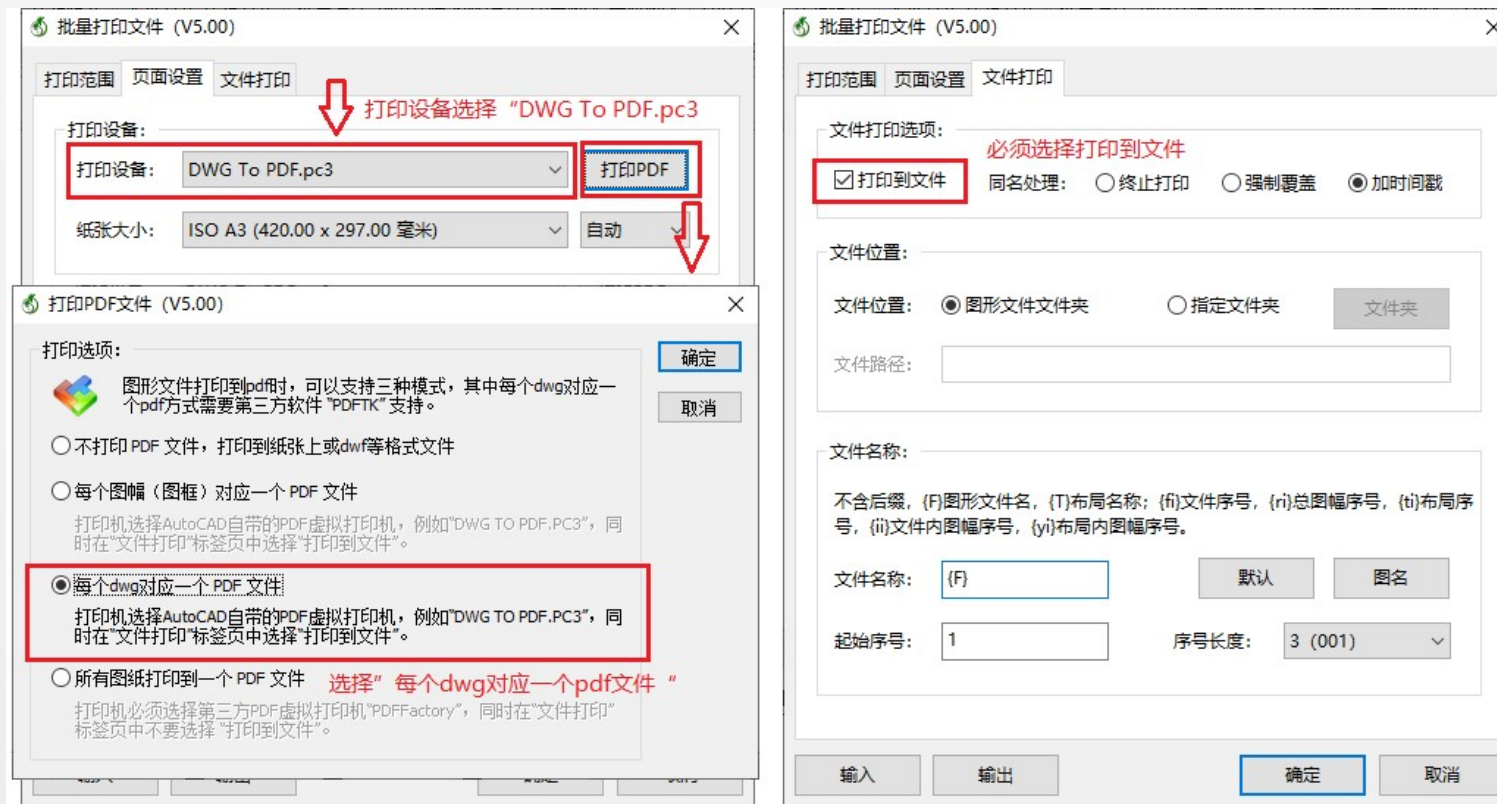 批量打印文件（V5.00）
打印范围 页面设置 文件打印
打印设备选择“DWG To PDF.pc3
打印设备：
打印设备： DWG To PDF.pc3 打印PDF
纸张大小： ISO A3 (420.00 x 297.00 毫米) 自动
打印PDF文件（V5.00）
打印选项：
确定
图形文件打印到pdf时，可以支持三种模式，其中每个dwg对应一
个pdf方式需要第三方软件 "PDFTK" 支持。
取消
不打印 PDF 文件，打印到纸张上或dwf等格式文件
每个图幅（图框）对应一个 PDF 文件
打印机选择AutoCAD自带的PDF虚拟打印机，例如"DWG TO PDF.PC3"，同
时在"文件打印"标签页中选择"打印到文件"。
每个dwg对应一个 PDF 文件
打印机选择AutoCAD自带的PDF虚拟打印机，例如"DWG TO PDF.PC3"，同
时在"文件打印"标签页中选择"打印到文件"。
所有图纸打印到一个 PDF 文件
选择”每个dwg对应一个pdf文件“
打印机必须选择第三方PDF虚拟打印机"PDFFactory"，同时在"文件打印"
标签页中不要选择 "打印到文件"。
批量打印文件（V5.00）
打印范围 页面设置 文件打印
文件打印选项：
必须选择打印到文件
打印到文件 同名处理： 终止打印 强制覆盖 加时间戳
文件位置：
文件位置： 图形文件文件夹 指定文件夹 文件夹
文件路径：
文件名称：
不含后缀，{F}图形文件名，{T}布局名称；{fi}文件序号，{ri}总图幅序号，{ti}布局序
号，{ii}文件内图幅序号，{yi}布局内图幅序号。
文件名称： {F} 默认 图名
起始序号： 1 序号长度： 3（001）
输入 输出 确定 取消